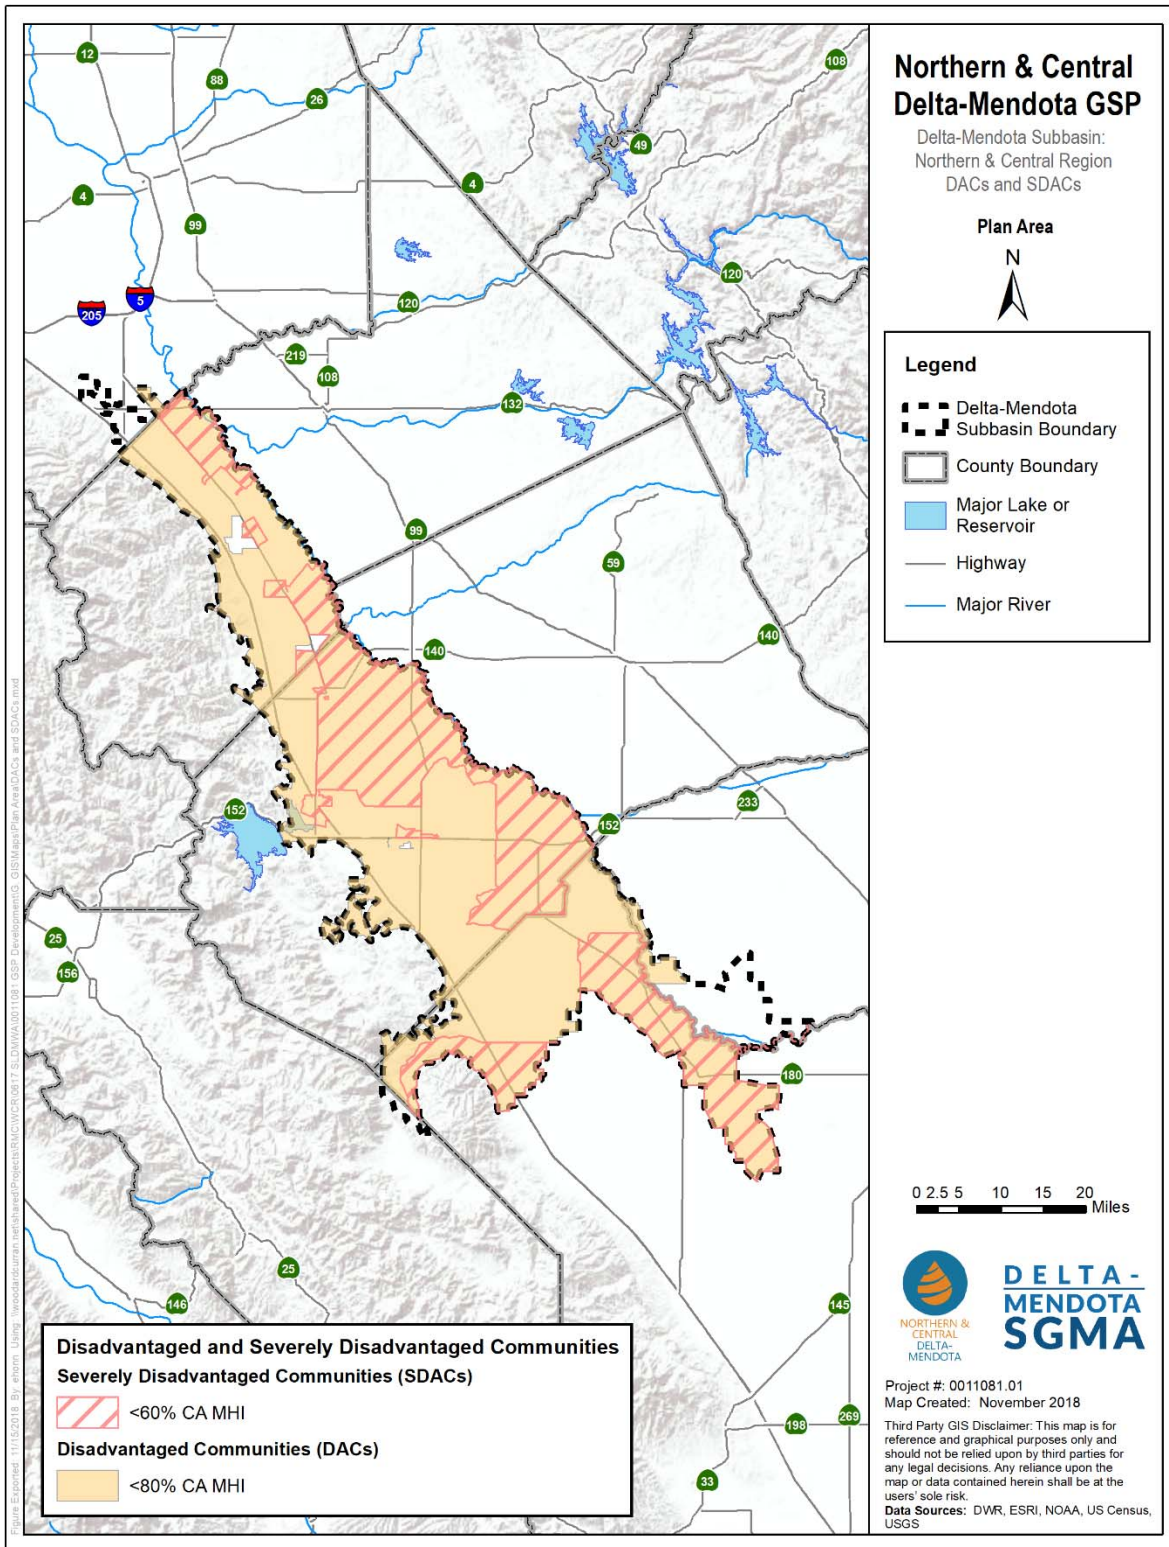 Northern & Central
Delta-Mendota GSP
Delta-Mendota Subbasin:
Northern & Central Region
DACs and SDACs
Plan Area
N
Legend
Delta-Mendota
Subbasin Boundary
County Boundary
Major Lake or
Reservoir
Highway
Major River
0 2.5 5 10 15 20
Miles
NORTHERN &
CENTRAL
DELTA-
MENDOTA
DELTA-
MENDOTA
SGMA
Project #: 0011081.01
Map Created: November 2018
Third Party GIS Disclaimer: This map is for
reference and graphical purposes only and
should not be relied upon by third parties for
any legal decisions. Any reliance upon the
map or data contained herein shall be at the
users' sole risk.
Data Sources: DWR, ESRI, NOAA, US Census,
USGS
12
88
26
108
49
4
4
99
120
5
205
120
219
108
132
99
59
140
140
152
233
152
25
156
180
25
146
145
198
269
33
Disadvantaged and Severely Disadvantaged Communities
Severely Disadvantaged Communities (SDACs)
<60% CA MHI
Disadvantaged Communities (DACs)
<80% CA MHI